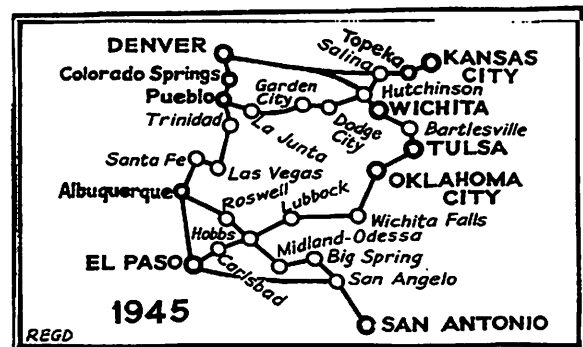 DENVER
Topeka
Salina
KANSAS CITY
Colorado Springs
Garden City
Hutchinson
Pueblo
WICHITA
Trinidad
La Junta
Dodge City
Bartlesville
TULSA
Santa Fe
Las Vegas
OKLAHOMA CITY
Albuquerque
Roswell
Lubbock
Wichita Falls
Hobbs
Midland-Odessa
EL PASO
Carlsbad
Big Spring
San Angelo
1945
SAN ANTONIO
REGD